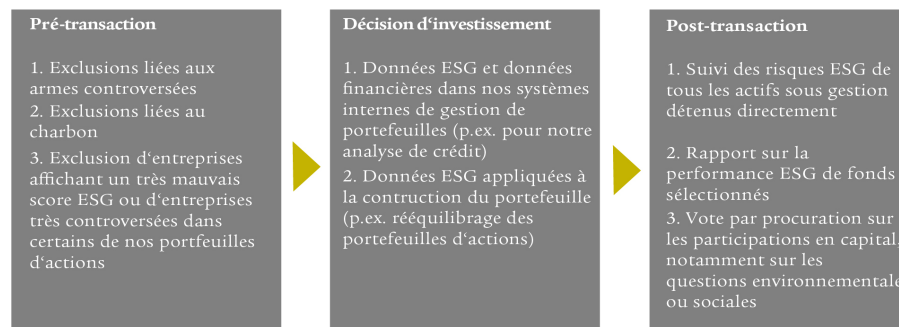 Pré-transaction
1. Exclusions liées aux
armes controversées
2. Exclusions liées au
charbon
3. Exclusion d‘entreprises
affichant un très mauvais
score ESG ou d‘entreprises
très controversées dans
certains de nos portfeuilles
d‘actions
Décision d‘investissement
1. Données ESG et données
financières dans nos systèmes
internes de gestion de
portefeuilles (p.ex. pour notre
analyse de crédit)
2. Données ESG appliquées à
la contruction du portefeuille
(p.ex. rééquilibrage des
portefeuilles d‘actions)
Post-transaction
1. Suivi des risques ESG de
tous les actifs sous gestion
détenus directement
2. Rapport sur la
performance ESG de fonds
sélectionnés
3. Vote par procuration sur
les participations en capital,
notamment sur les
questions environnementale
ou sociales